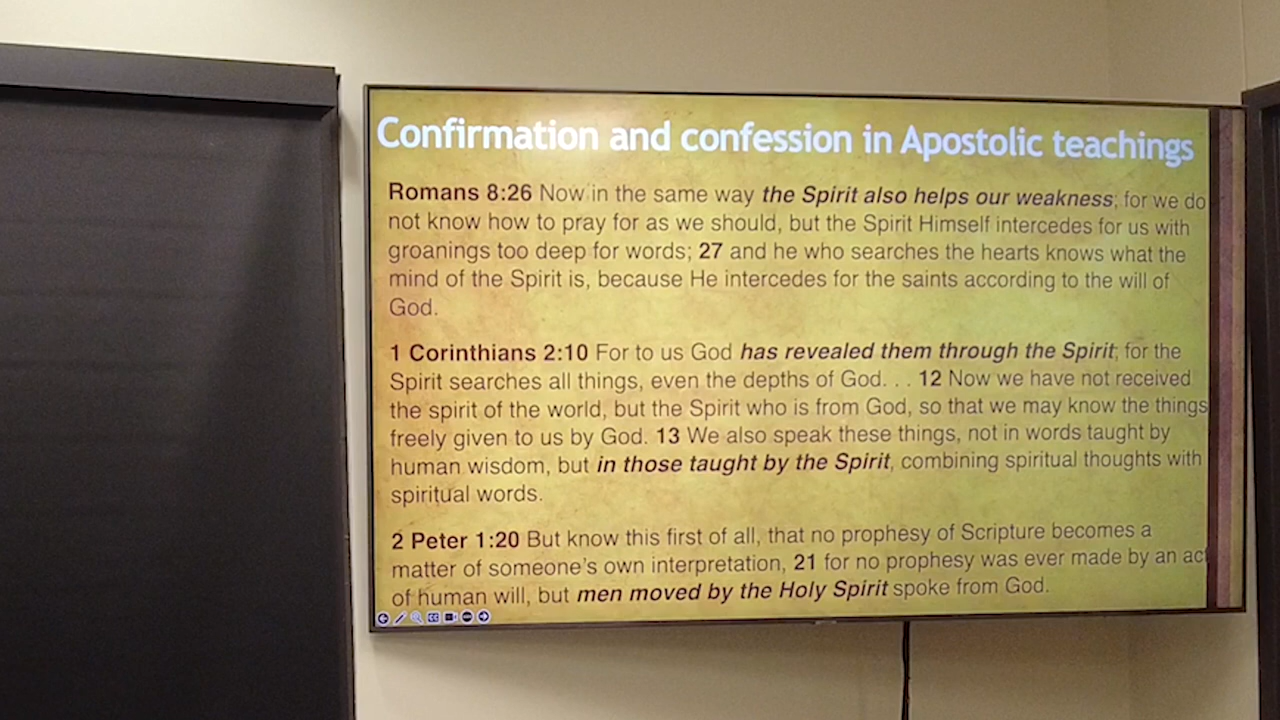 Confirmation and confession in Apostolic teachings
Romans 8:26 Now in the same way the Spirit also helps our weakness; for we do
not know how to pray for as we should, but the Spirit Himself intercedes for us with
groanings too deep for words; 27 and he who searches the hearts knows what the
mind of the Spirit is, because He intercedes for the saints according to the will of
God.
1 Corinthians 2:10 For to us God has revealed them through the Spirit; for the
Spirit searches all things, even the depths of God. . . 12 Now we have not received
the spirit of the world, but the Spirit who is from God, so that we may know the things
freely given to us by God. 13 We also speak these things, not in words taught by
human wisdom, but in those taught by the Spirit, combining spiritual thoughts with
spiritual words.
2 Peter 1:20 But know this first of all, that no prophesy of Scripture becomes a
matter of someone's own interpretation, 21 for no prophesy was ever made by an act
of human will, but men moved by the Holy Spirit spoke from God.